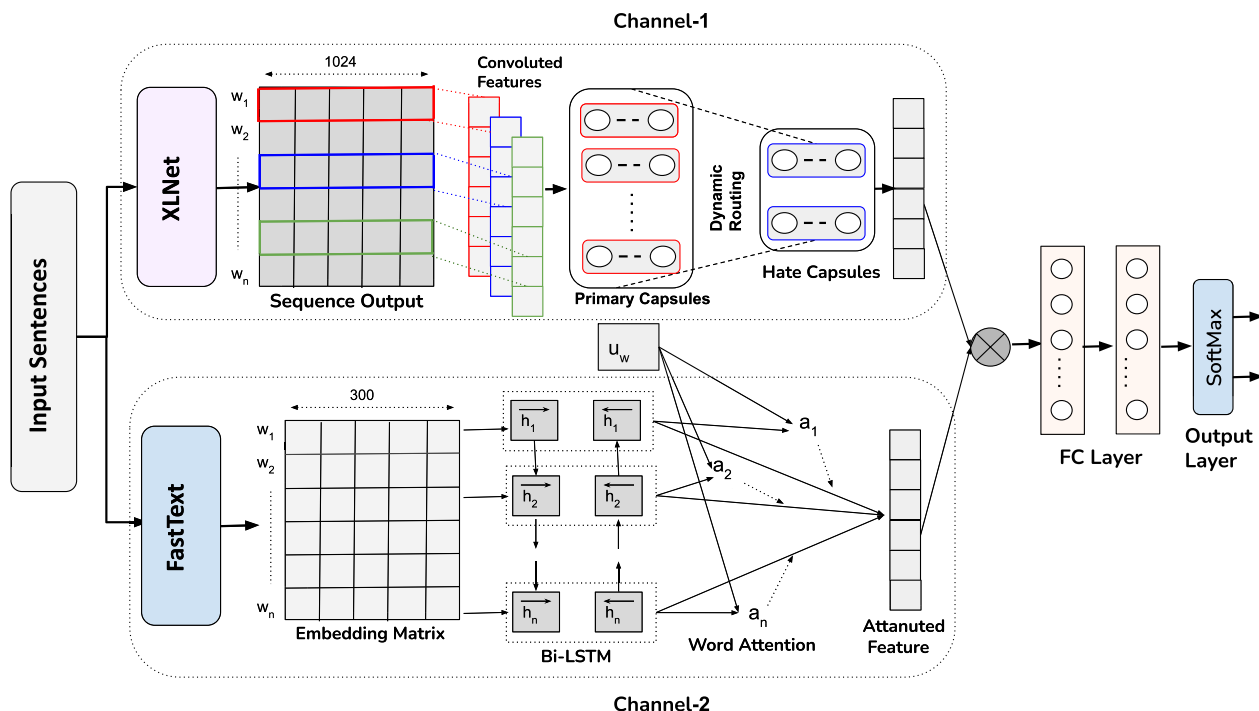 Channel-1
Input Sentences
XLNet
1024
w1
w2
wn
Sequence Output
Convoluted
Features
Primary Capsules
Dynamic
Routing
Hate Capsules
uw
FastText
300
w1
w2
wn
Embedding Matrix
h1
h1
h2
h2
hn
hn
Bi-LSTM
a1
a2
an
Word Attention
Attanuted
Feature
FC Layer
SoftMax
Output
Layer
Channel-2